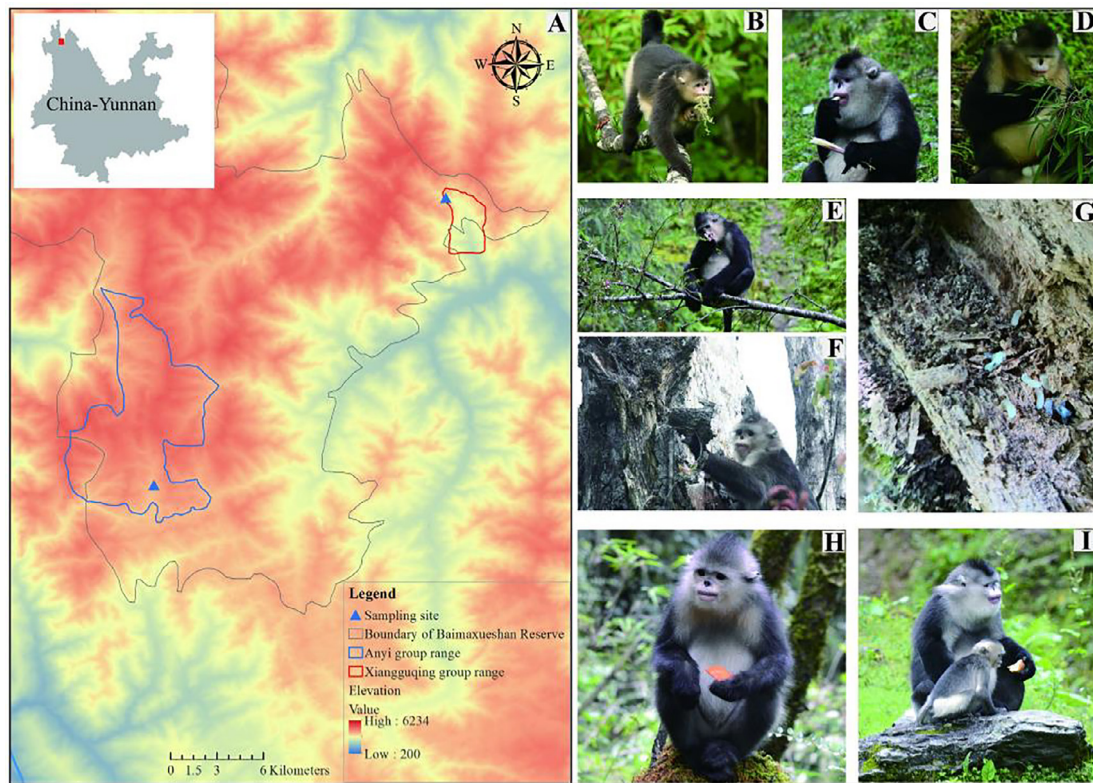 A
China-Yunnan
N
W E
S
Legend
Sampling site
Boundary of Baimaxueshan Reserve
Anyi group range
Xiangguqing group range
Elevation
Value
High : 6234
Low : 200
0 1.5 3 6 Kilometers
B
C
D
E
F
G
H
I